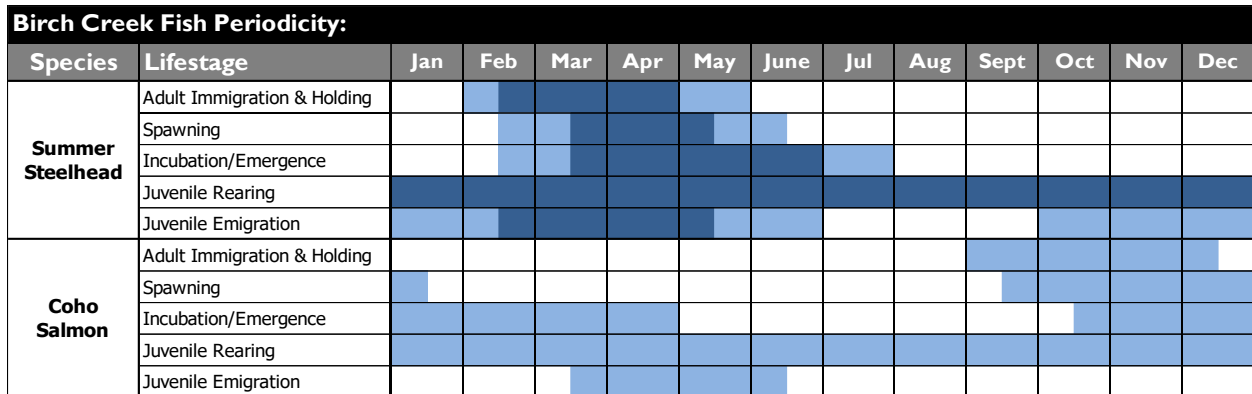 Birch Creek Fish Periodicity:
Species Lifestage Jan Feb Mar Apr May June Jul Aug Sept Oct Nov Dec
Summer Steelhead
Adult Immigration & Holding
Spawning
Incubation/Emergence
Juvenile Rearing
Juvenile Emigration
Coho Salmon
Adult Immigration & Holding
Spawning
Incubation/Emergence
Juvenile Rearing
Juvenile Emigration